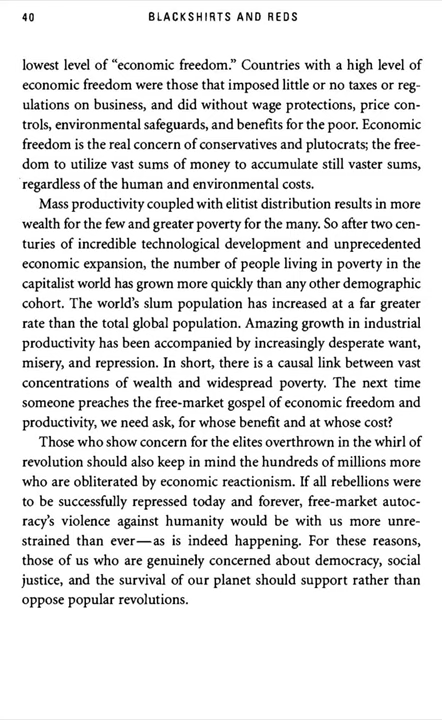 40 BLACKSHIRTS AND REDS
lowest level of “economic freedom.” Countries with a high level of
economic freedom were those that imposed little or no taxes or reg-
ulations on business, and did without wage protections, price con-
trols, environmental safeguards, and benefits for the poor. Economic
freedom is the real concern of conservatives and plutocrats; the free-
dom to utilize vast sums of money to accumulate still vaster sums,
regardless of the human and environmental costs.
Mass productivity coupled with elitist distribution results in more
wealth for the few and greater poverty for the many. So after two cen-
turies of incredible technological development and unprecedented
economic expansion, the number of people living in poverty in the
capitalist world has grown more quickly than any other demographic
cohort. The world’s slum population has increased at a far greater
rate than the total global population. Amazing growth in industrial
productivity has been accompanied by increasingly desperate want,
misery, and repression. In short, there is a causal link between vast
concentrations of wealth and widespread poverty. The next time
someone preaches the free-market gospel of economic freedom and
productivity, we need ask, for whose benefit and at whose cost?
Those who show concern for the elites overthrown in the whirl of
revolution should also keep in mind the hundreds of millions more
who are obliterated by economic reactionism. If all rebellions were
to be successfully repressed today and forever, free-market autoc-
racy’s violence against humanity would be with us more unre-
strained than ever—as is indeed happening. For these reasons,
those of us who are genuinely concerned about democracy, social
justice, and the survival of our planet should support rather than
oppose popular revolutions.